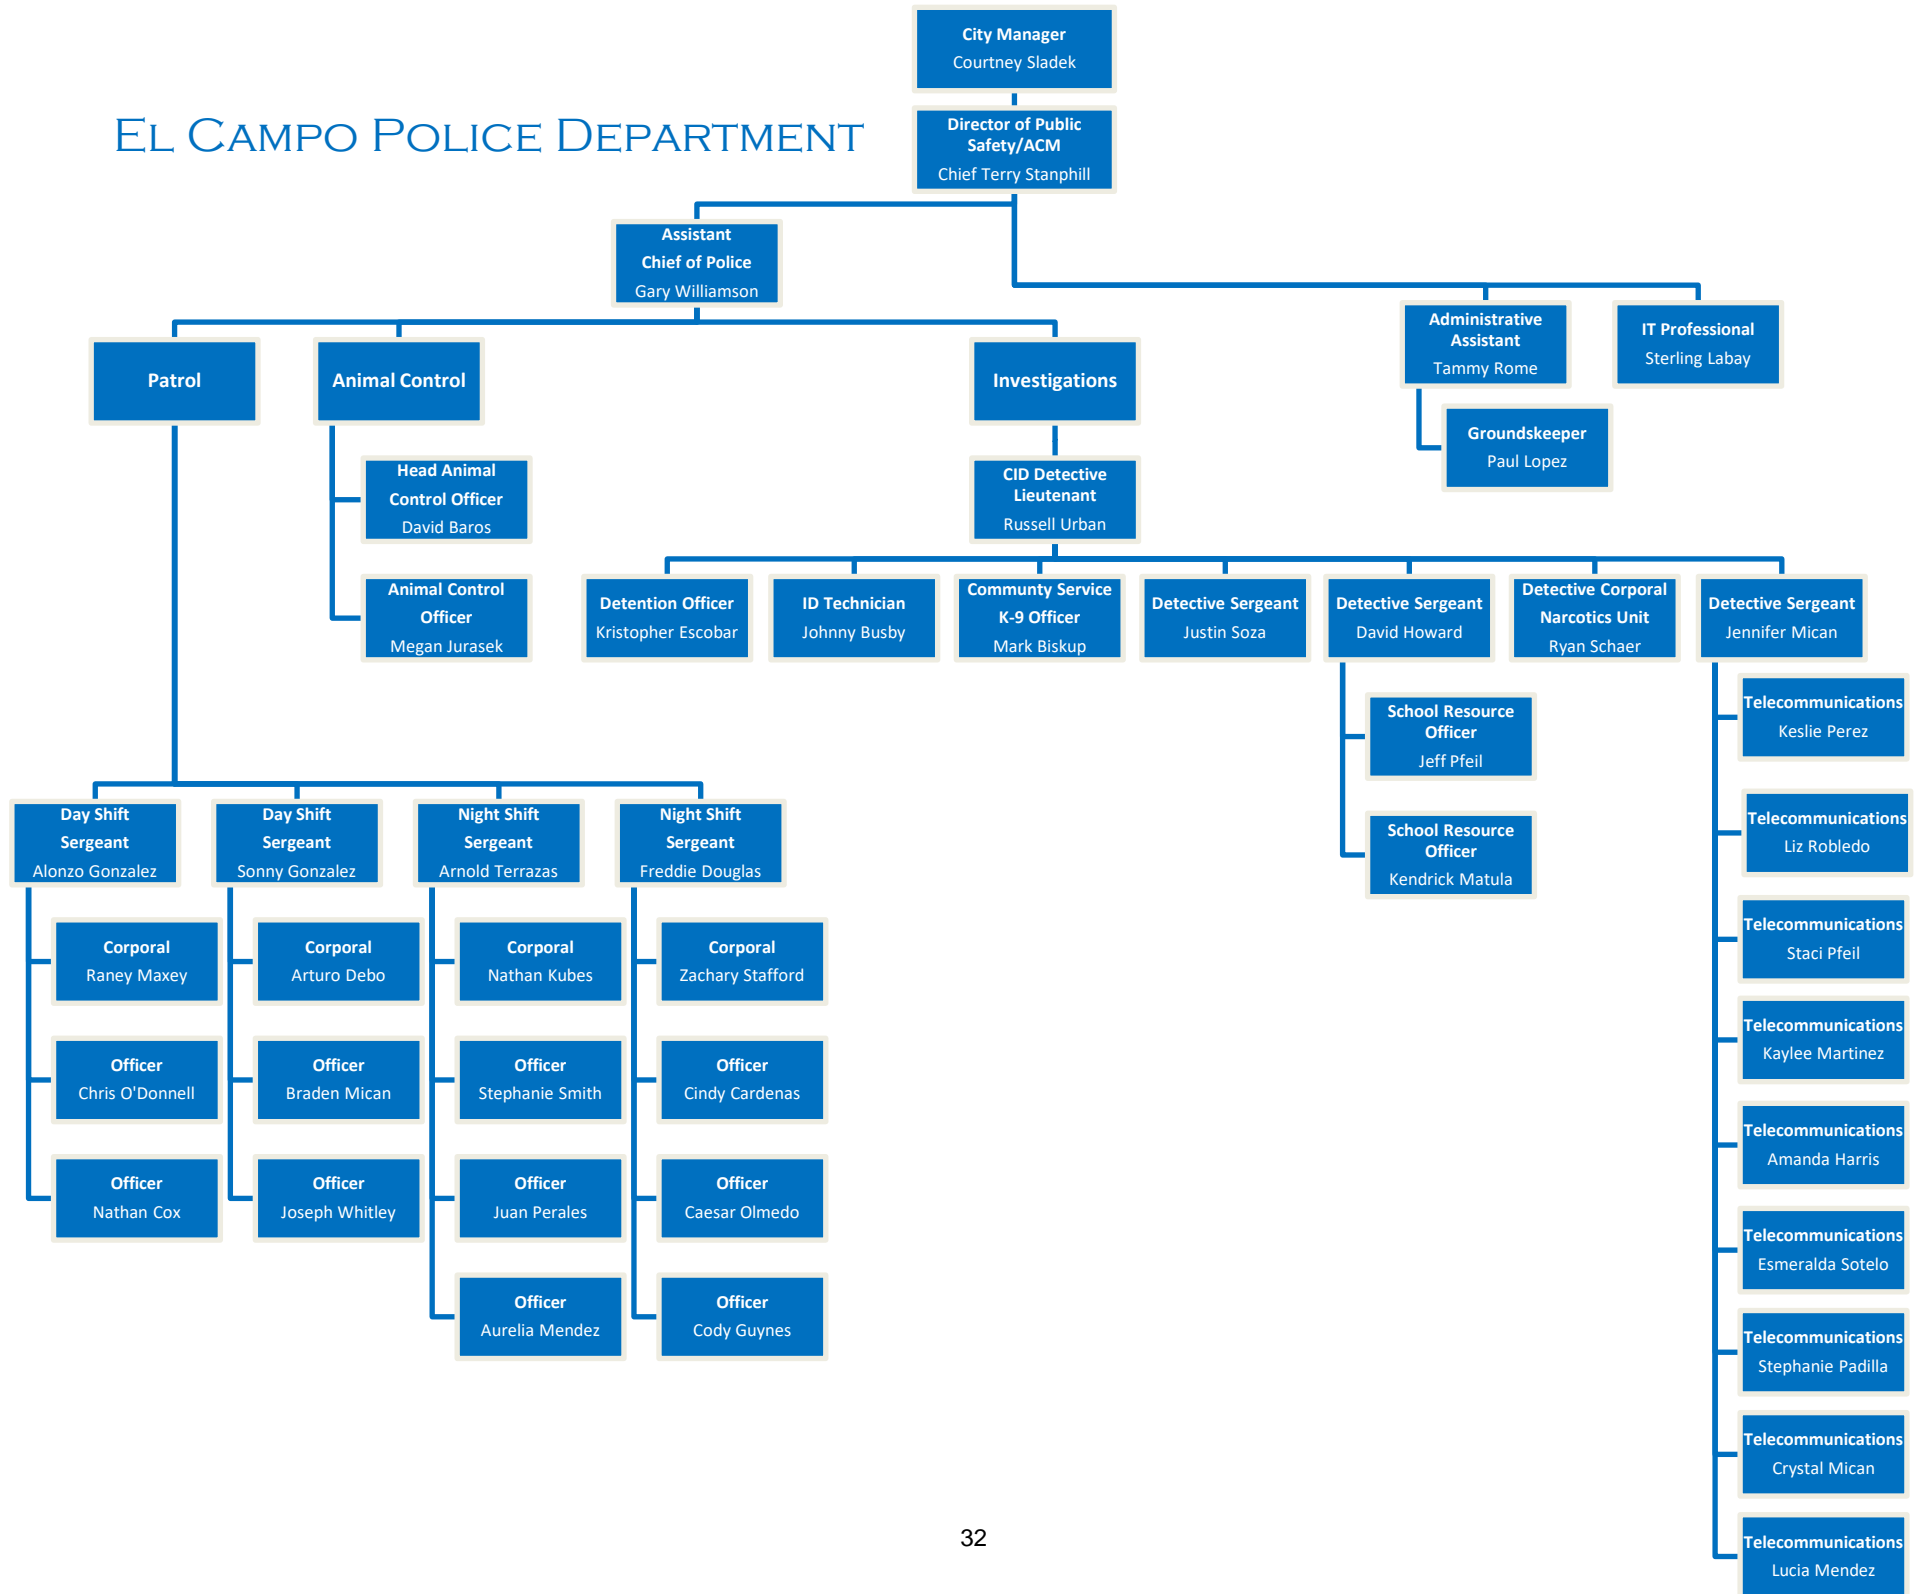 City Manager
Courtney Sladek
EL CAMPO POLICE DEPARTMENT
Director of Public
Safety/ACM
Chief Terry Stanphill
Assistant
Chief of Police
Gary Williamson
Administrative
Assistant
Tammy Rome
IT Professional
Sterling Labay
Patrol
Animal Control
Investigations
Groundskeeper
Paul Lopez
Head Animal
Control Officer
David Baros
CID Detective
Lieutenant
Russell Urban
Animal Control
Officer
Megan Jurasek
Detention Officer
Kristopher Escobar
ID Technician
Johnny Busby
Communty Service
K-9 Officer
Mark Biskup
Detective Sergeant
Justin Soza
Detective Sergeant
David Howard
Detective Corporal
Narcotics Unit
Ryan Schaer
Detective Sergeant
Jennifer Mican
School Resource
Officer
Jeff Pfeil
School Resource
Officer
Kendrick Matula
Telecommunications
Keslie Perez
Telecommunications
Liz Robledo
Telecommunications
Staci Pfeil
Telecommunications
Kaylee Martinez
Telecommunications
Amanda Harris
Telecommunications
Esmeralda Sotelo
Telecommunications
Stephanie Padilla
Telecommunications
Crystal Mican
Telecommunications
Lucia Mendez
Day Shift
Sergeant
Alonzo Gonzalez
Corporal
Raney Maxey
Officer
Chris O'Donnell
Officer
Nathan Cox
Day Shift
Sergeant
Sonny Gonzalez
Corporal
Arturo Debo
Officer
Braden Mican
Officer
Joseph Whitley
Night Shift
Sergeant
Arnold Terrazas
Corporal
Nathan Kubes
Officer
Stephanie Smith
Officer
Juan Perales
Officer
Aurelia Mendez
Night Shift
Sergeant
Freddie Douglas
Corporal
Zachary Stafford
Officer
Cindy Cardenas
Officer
Caesar Olmedo
Officer
Cody Guynes
32